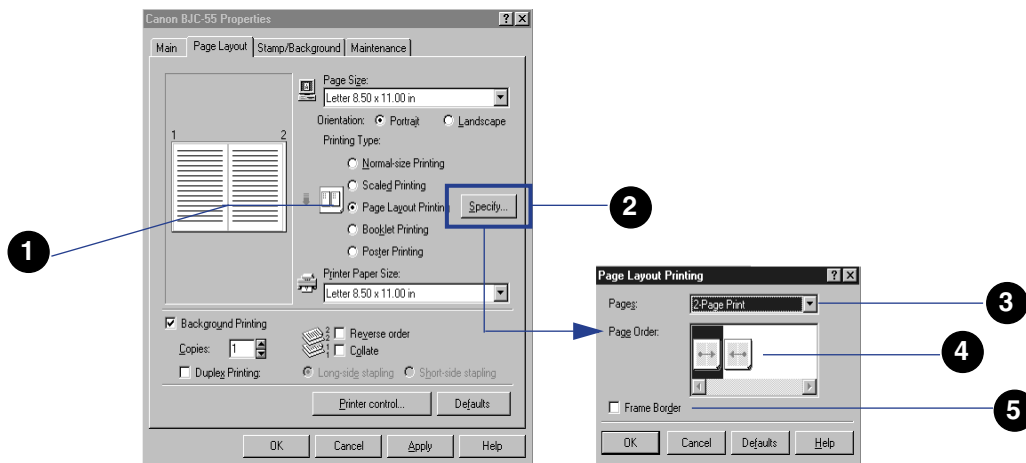 Canon BJC-55 Properties
Main Page Layout Stamp/Background Maintenance
1 2
Page Size:
Letter 8.50 x 11.00 in
Orientation: Portrait Landscape
Printing Type:
Normal-size Printing
Scaled Printing
Page Layout Printing Specify...
Booklet Printing
Poster Printing
Printer Paper Size:
Letter 8.50 x 11.00 in
Background Printing
Copies: 1
Duplex Printing:
2 2
1 1
Reverse order
Collate
Long-side stapling Short-side stapling
Printer control... Defaults
OK Cancel Apply Help
1
2
Page Layout Printing
Pages: 2-Page Print
Page Order:
Frame Border
OK Cancel Defaults Help
3
4
5